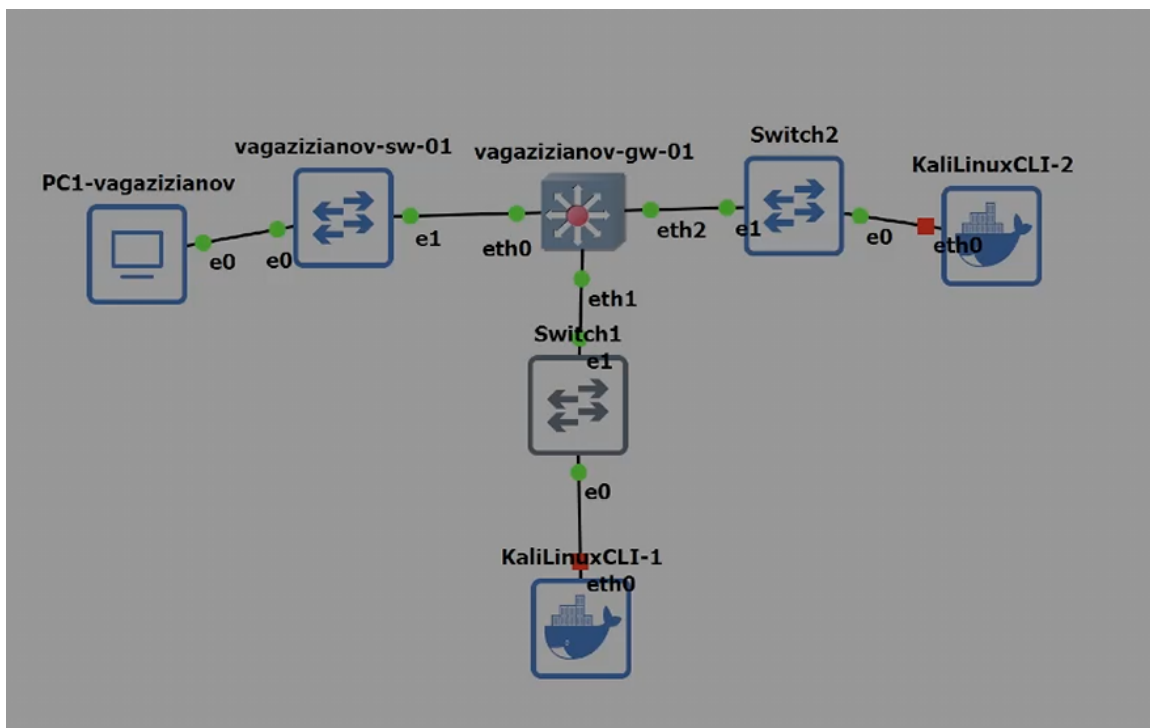 Switch2
vagazizianov-sw-01
vagazizianov-gw-01
KaliLinuxCLI-2
PC1-vagazizianov
e0
e0
e1
eth0
eth2
e1
e0
eth0
eth1
Switch1
e1
e0
KaliLinuxCLI-1
eth0